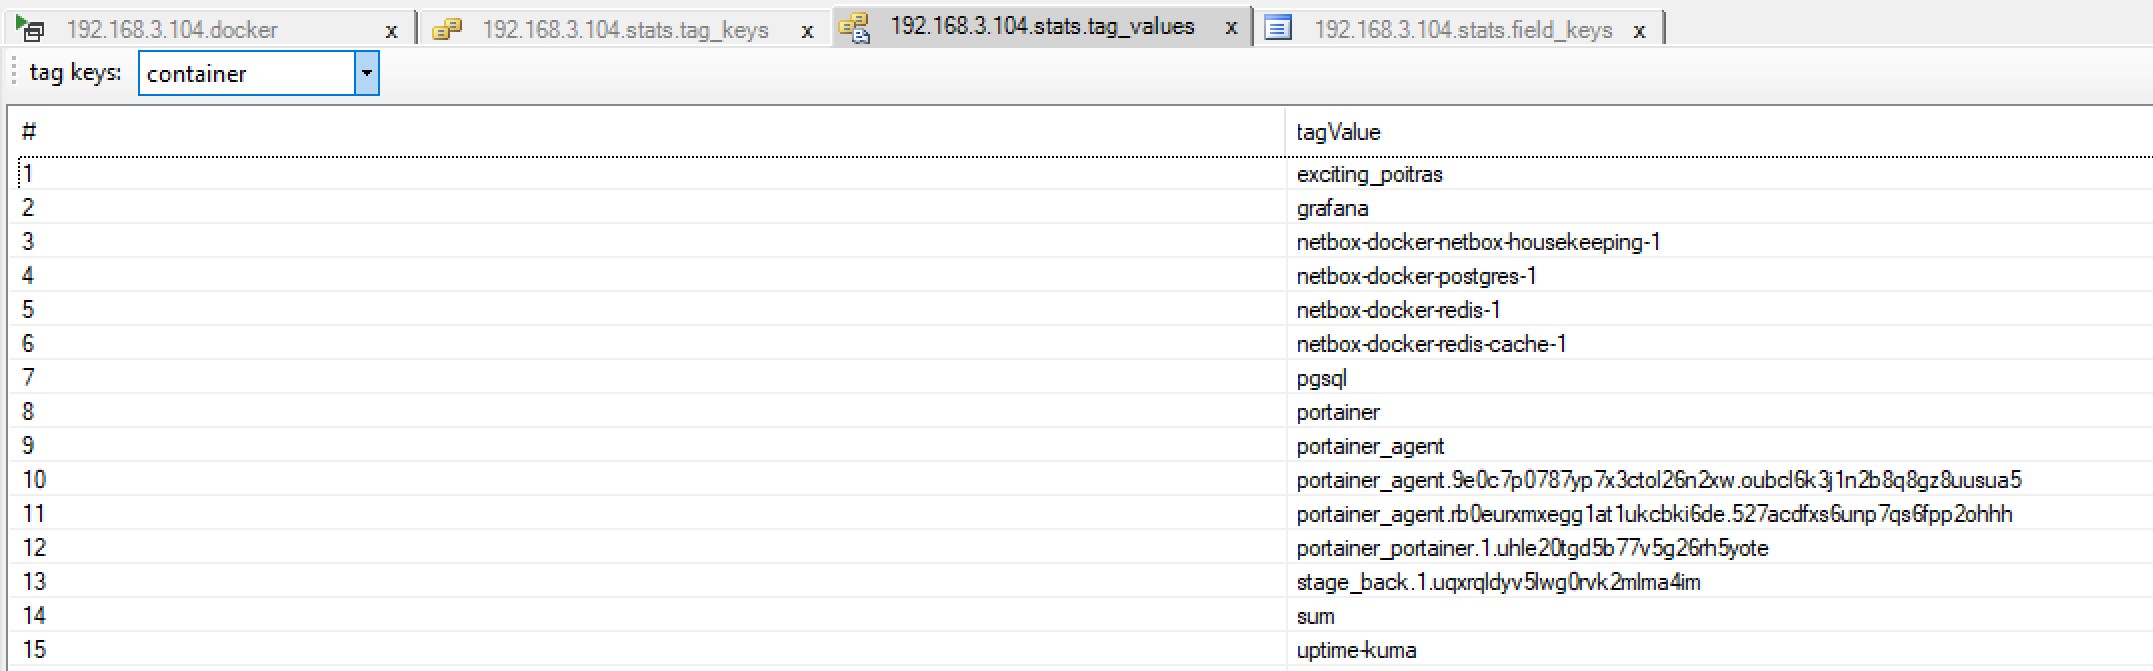 192.168.3.104.docker x 192.168.3.104.stats.tag_keys x 192.168.3.104.stats.tag_values x 192.168.3.104.stats.field_keys x
tag keys: container
# tagValue
1 exciting_poitras
2 grafana
3 netbox-docker-netbox-housekeeping-1
4 netbox-docker-postgres-1
5 netbox-docker-redis-1
6 netbox-docker-redis-cache-1
7 pgsql
8 portainer
9 portainer_agent
10 portainer_agent.9e0c7p0787yp7x3ctol26n2xw.oubcl6k3j1n2b8q8gz8uusua5
11 portainer_agent.rb0eurxmxegg1at1ukcbki6de.527acdfxs6unp7qs6fpp2ohhh
12 portainer_portainer.1.uhle20tgd5b77v5g26rh5yote
13 stage_back.1.uqxrqldyv5lwg0rvk2mlma4im
14 sum
15 uptime-kuma